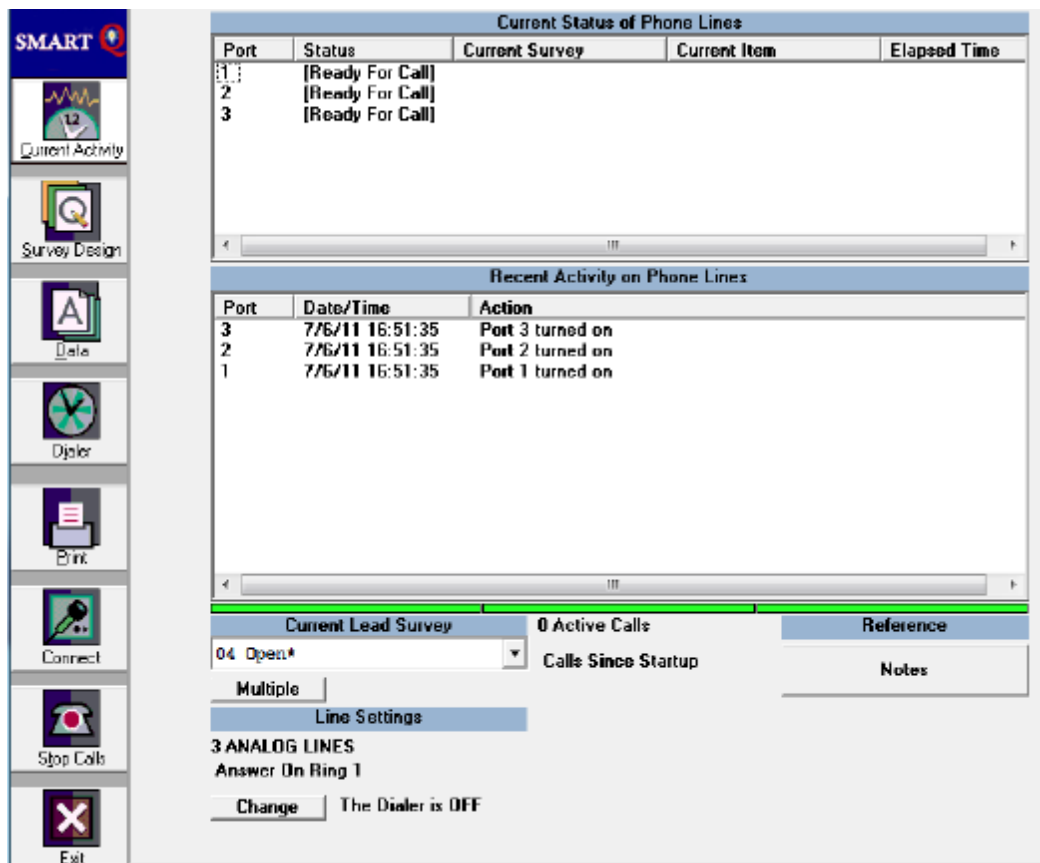 SMART Q
Current Activity
Survey Design
Data
Dialer
Print
Connect
Stop Calls
Exit
Current Status of Phone Lines
Port Status Current Survey Current Item Elapsed Time
1 [Ready For Call]
2 [Ready For Call]
3 [Ready For Call]
Recent Activity on Phone Lines
Port Date/Time Action
3 7/6/11 16:51:35 Port 3 turned on
2 7/6/11 16:51:35 Port 2 turned on
1 7/6/11 16:51:35 Port 1 turned on
Current Lead Survey 0 Active Calls Reference
04 Open* Calls Since Startup Notes
Multiple
Line Settings
3 ANALOG LINES
Answer On Ring 1
Change The Dialer is OFF